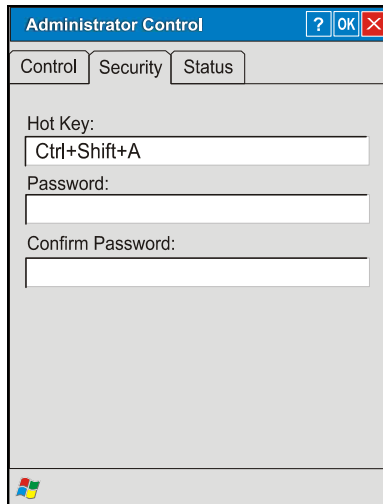 Administrator Control ? OK X
Control Security Status
Hot Key:
Ctrl+Shift+A
Password:
Confirm Password: